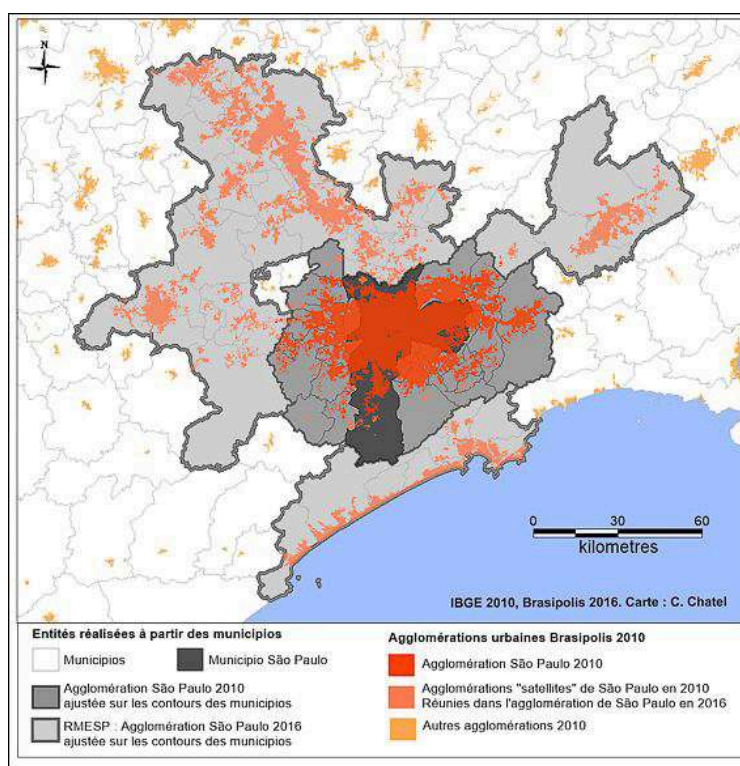 N
0 30 60
kilometres
IBGE 2010, Brasipolis 2016. Carte : C. Chatel
Entités réalisées à partir des municipios
Municipios
Municipio São Paulo
Agglomération São Paulo 2010
ajustée sur les contours des municipios
RMESP : Agglomération São Paulo 2016
ajustée sur les contours des municipios
Agglomérations urbaines Brasipolis 2010
Agglomération São Paulo 2010
Agglomérations "satellites" de São Paulo en 2010
Réunies dans l'agglomération de São Paulo en 2016
Autres agglomérations 2010